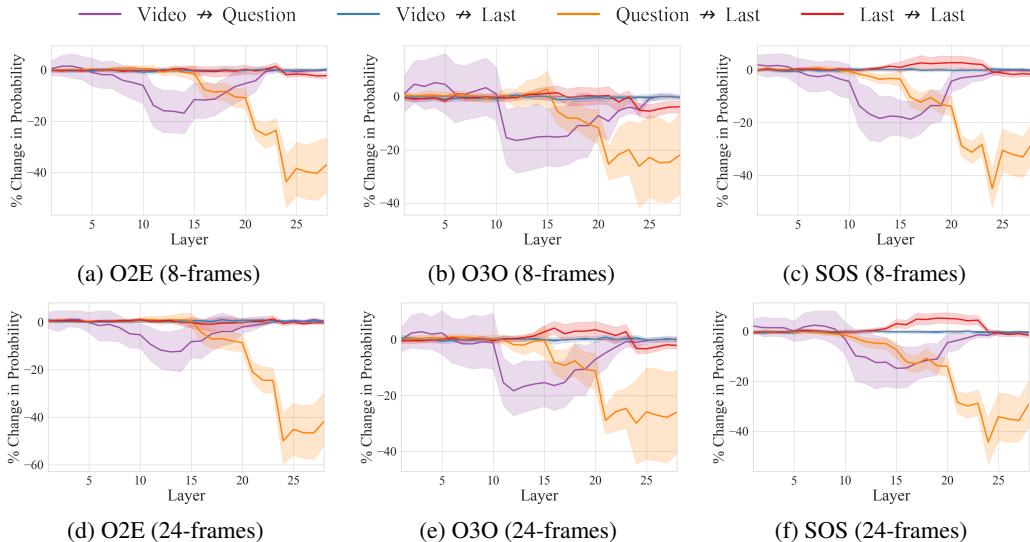 Video ↛ Question Video ↛ Last Question ↛ Last Last ↛ Last
% Change in Probability
0
−20
−40
5 10 15 20 25
Layer
(a) O2E (8-frames)
% Change in Probability
0
−20
−40
5 10 15 20 25
Layer
(b) O3O (8-frames)
% Change in Probability
0
−20
−40
5 10 15 20 25
Layer
(c) SOS (8-frames)
% Change in Probability
0
−20
−40
−60
5 10 15 20 25
Layer
(d) O2E (24-frames)
% Change in Probability
0
−20
−40
5 10 15 20 25
Layer
(e) O3O (24-frames)
% Change in Probability
0
−20
−40
5 10 15 20 25
Layer
(f) SOS (24-frames)